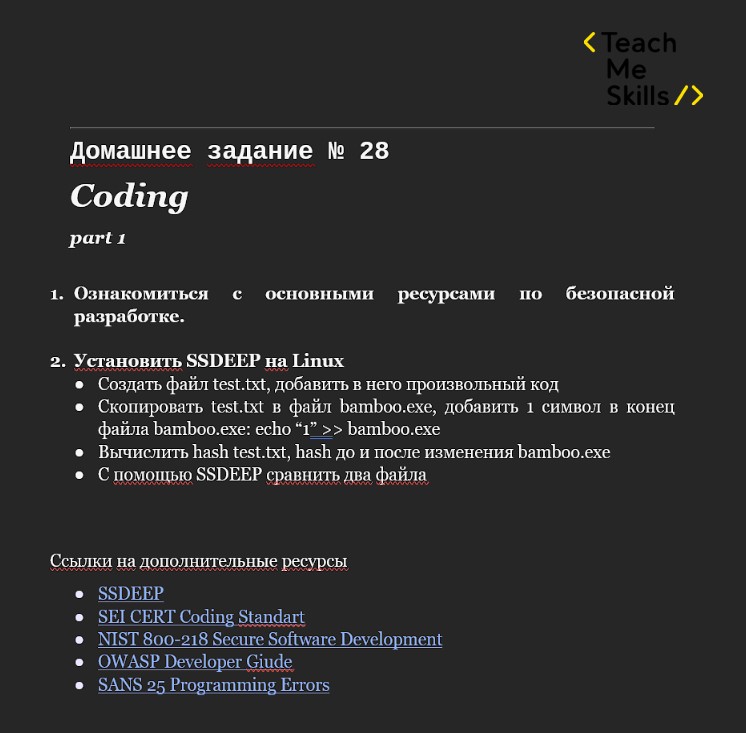 <Teach
Me
Skills/>
Домашнее задание № 28
Coding
part 1
1. Ознакомиться с основными ресурсами по безопасной
разработке.
2. Установить SSDEEP на Linux
● Создать файл test.txt, добавить в него произвольный код
● Скопировать test.txt в файл bamboo.exe, добавить 1 символ в конец
файла bamboo.exe: echo “1” >> bamboo.exe
● Вычислить hash test.txt, hash до и после изменения bamboo.exe
● С помощью SSDEEP сравнить два файла
Ссылки на дополнительные ресурсы
● SSDEEP
● SEI CERT Coding Standart
● NIST 800-218 Secure Software Development
● OWASP Developer Giude
● SANS 25 Programming Errors